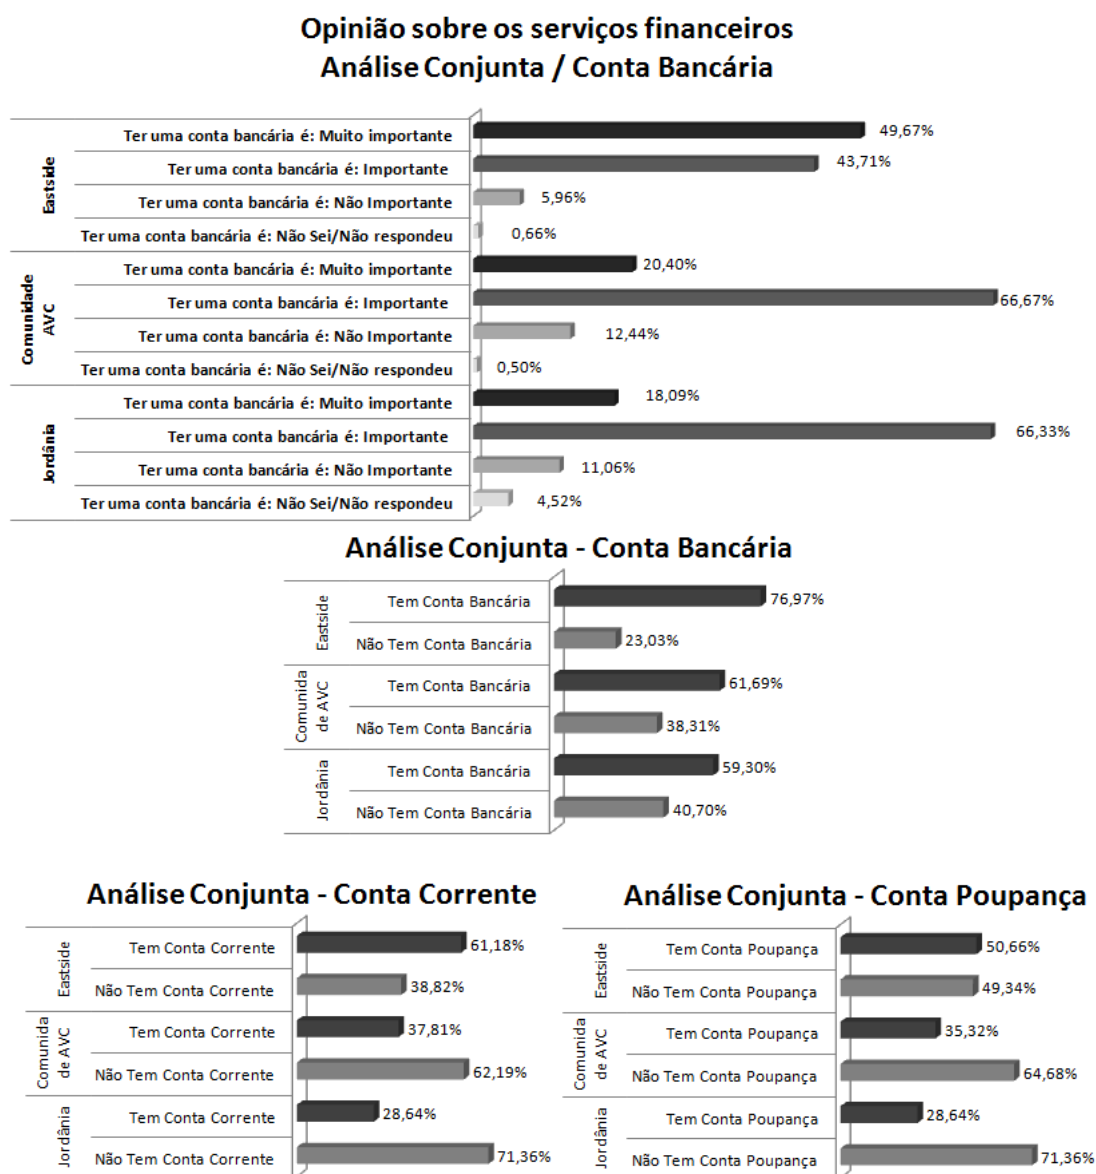 Opinião sobre os serviços financeiros
Análise Conjunta / Conta Bancária
Eastside
Ter uma conta bancária é: Muito importante 49,67%
Ter uma conta bancária é: Importante 43,71%
Ter uma conta bancária é: Não Importante 5,96%
Ter uma conta bancária é: Não Sei/Não respondeu 0,66%
Comunidade
AVC
Ter uma conta bancária é: Muito importante 20,40%
Ter uma conta bancária é: Importante 66,67%
Ter uma conta bancária é: Não Importante 12,44%
Ter uma conta bancária é: Não Sei/Não respondeu 0,50%
Jordânia
Ter uma conta bancária é: Muito importante 18,09%
Ter uma conta bancária é: Importante 66,33%
Ter uma conta bancária é: Não Importante 11,06%
Ter uma conta bancária é: Não Sei/Não respondeu 4,52%
Análise Conjunta - Conta Bancária
Eastside
Tem Conta Bancária 76,97%
Não Tem Conta Bancária 23,03%
Comunida
de AVC
Tem Conta Bancária 61,69%
Não Tem Conta Bancária 38,31%
Jordânia
Tem Conta Bancária 59,30%
Não Tem Conta Bancária 40,70%
Análise Conjunta - Conta Corrente
Eastside
Tem Conta Corrente 61,18%
Não Tem Conta Corrente 38,82%
Comunida
de AVC
Tem Conta Corrente 37,81%
Não Tem Conta Corrente 62,19%
Jordânia
Tem Conta Corrente 28,64%
Não Tem Conta Corrente 71,36%
Análise Conjunta - Conta Poupança
Eastside
Tem Conta Poupança 50,66%
Não Tem Conta Poupança 49,34%
Comunida
de AVC
Tem Conta Poupança 35,32%
Não Tem Conta Poupança 64,68%
Jordânia
Tem Conta Poupança 28,64%
Não Tem Conta Poupança 71,36%